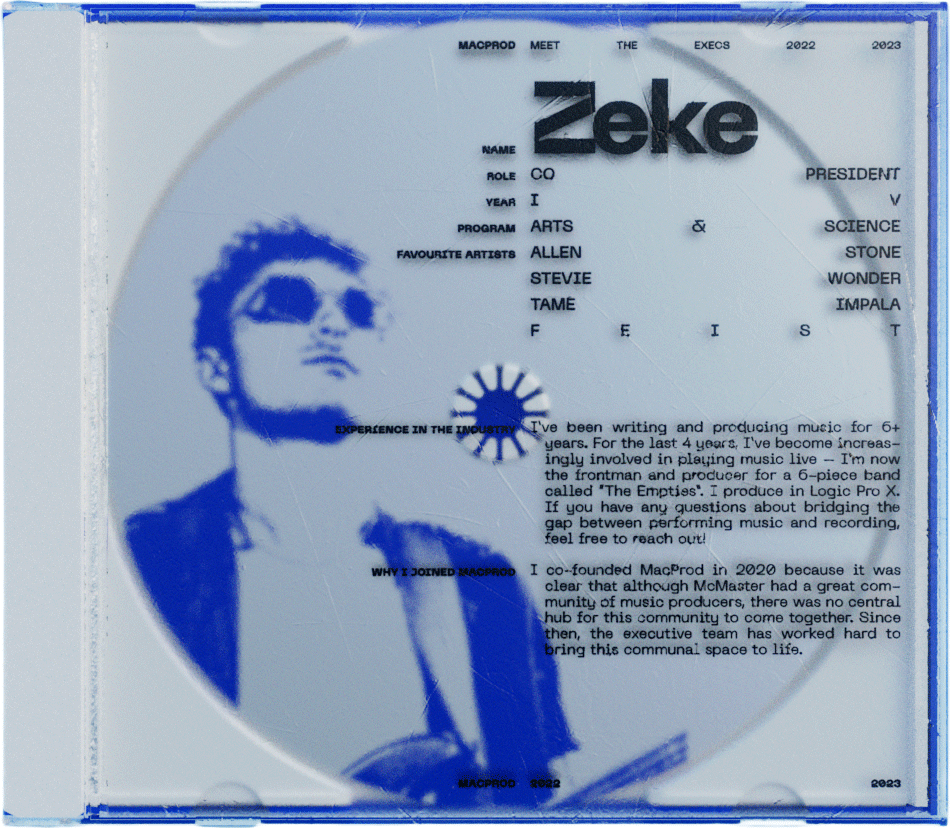 MACPROD MEET THE EXECS 2022 2023
NAME Zeke
ROLE CO PRESIDENT
YEAR I V
PROGRAM ARTS & SCIENCE
FAVOURITE ARTISTS ALLEN STONE
STEVIE WONDER
TAME IMPALA
F E I S T
EXPERIENCE IN THE INDUSTRY I've been writing and producing music for 6+
years. For the last 4 years, I've become increas-
ingly involved in playing music live – I'm now
the frontman and producer for a 6-piece band
called "The Empties". I produce in Logic Pro X.
If you have any questions about bridging the
gap between performing music and recording,
feel free to reach out!
WHY I JOINED MACPROD I co-founded MacProd in 2020 because it was
clear that although McMaster had a great com-
munity of music producers, there was no central
hub for this community to come together. Since
then, the executive team has worked hard to
bring this communal space to life.
MACPROD 2022 2023